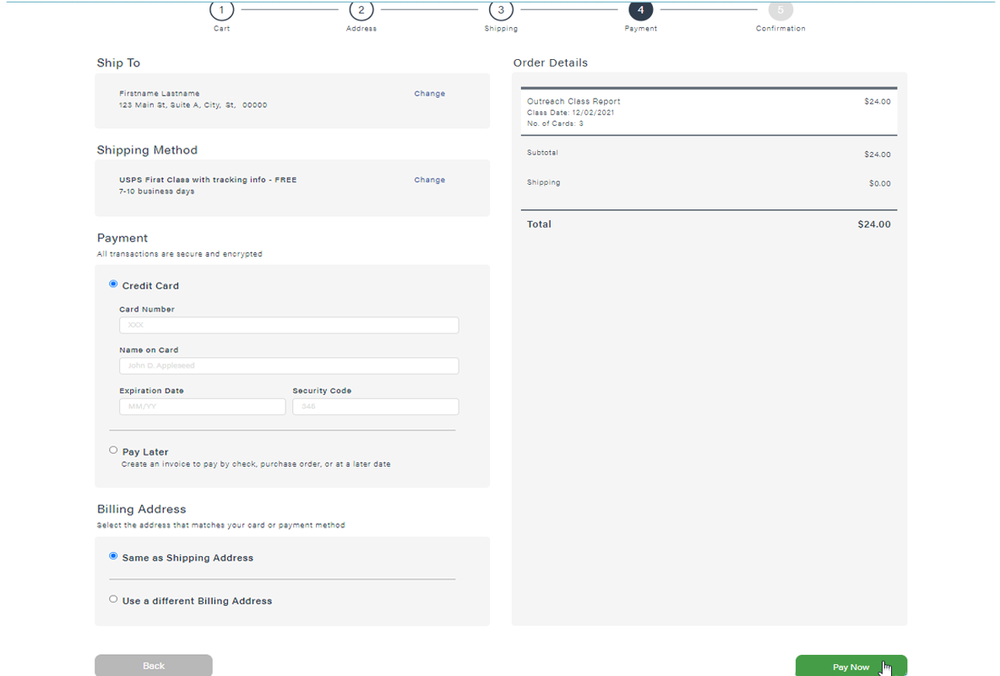 1 2 3 4 5
Cart Address Shipping Payment Confirmation
Ship To
Firstname Lastname Change
123 Main St, Suite A, City, St, 00000
Shipping Method
USPS First Class with tracking info - FREE Change
7-10 business days
Payment
All transactions are secure and encrypted
Credit Card
Card Number
XXX
Name on Card
John D. Appleseed
Expiration Date Security Code
MM/YY 346
Pay Later
Create an invoice to pay by check, purchase order, or at a later date
Billing Address
Select the address that matches your card or payment method
Same as Shipping Address
Use a different Billing Address
Back
Order Details
Outreach Class Report $24.00
Class Date: 12/02/2021
No. of Cards: 3
Subtotal $24.00
Shipping $0.00
Total $24.00
Pay Now